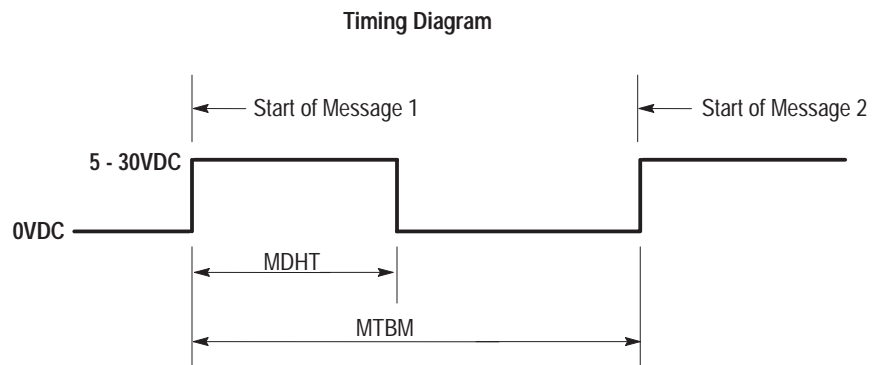 Timing Diagram
Start of Message 1
Start of Message 2
5 - 30VDC
0VDC
MDHT
MTBM